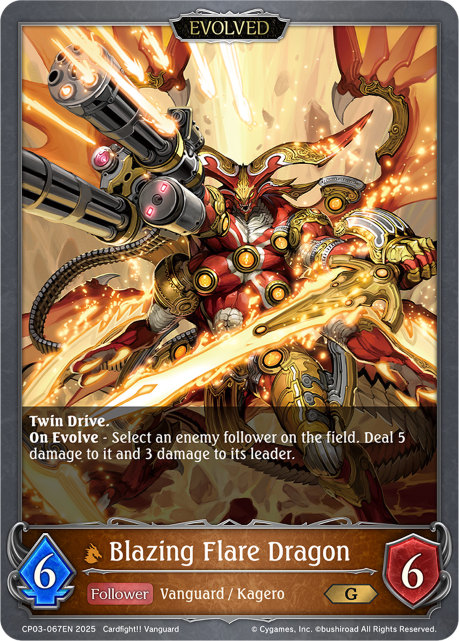 EVOLVED
Twin Drive.
On Evolve - Select an enemy follower on the field. Deal 5
damage to it and 3 damage to its leader.
Blazing Flare Dragon
6
6
Follower Vanguard / Kagero G
CP03-067EN 2025 Cardfight!! Vanguard © Cygames, Inc. ©bushiroad All Rights Reserved.